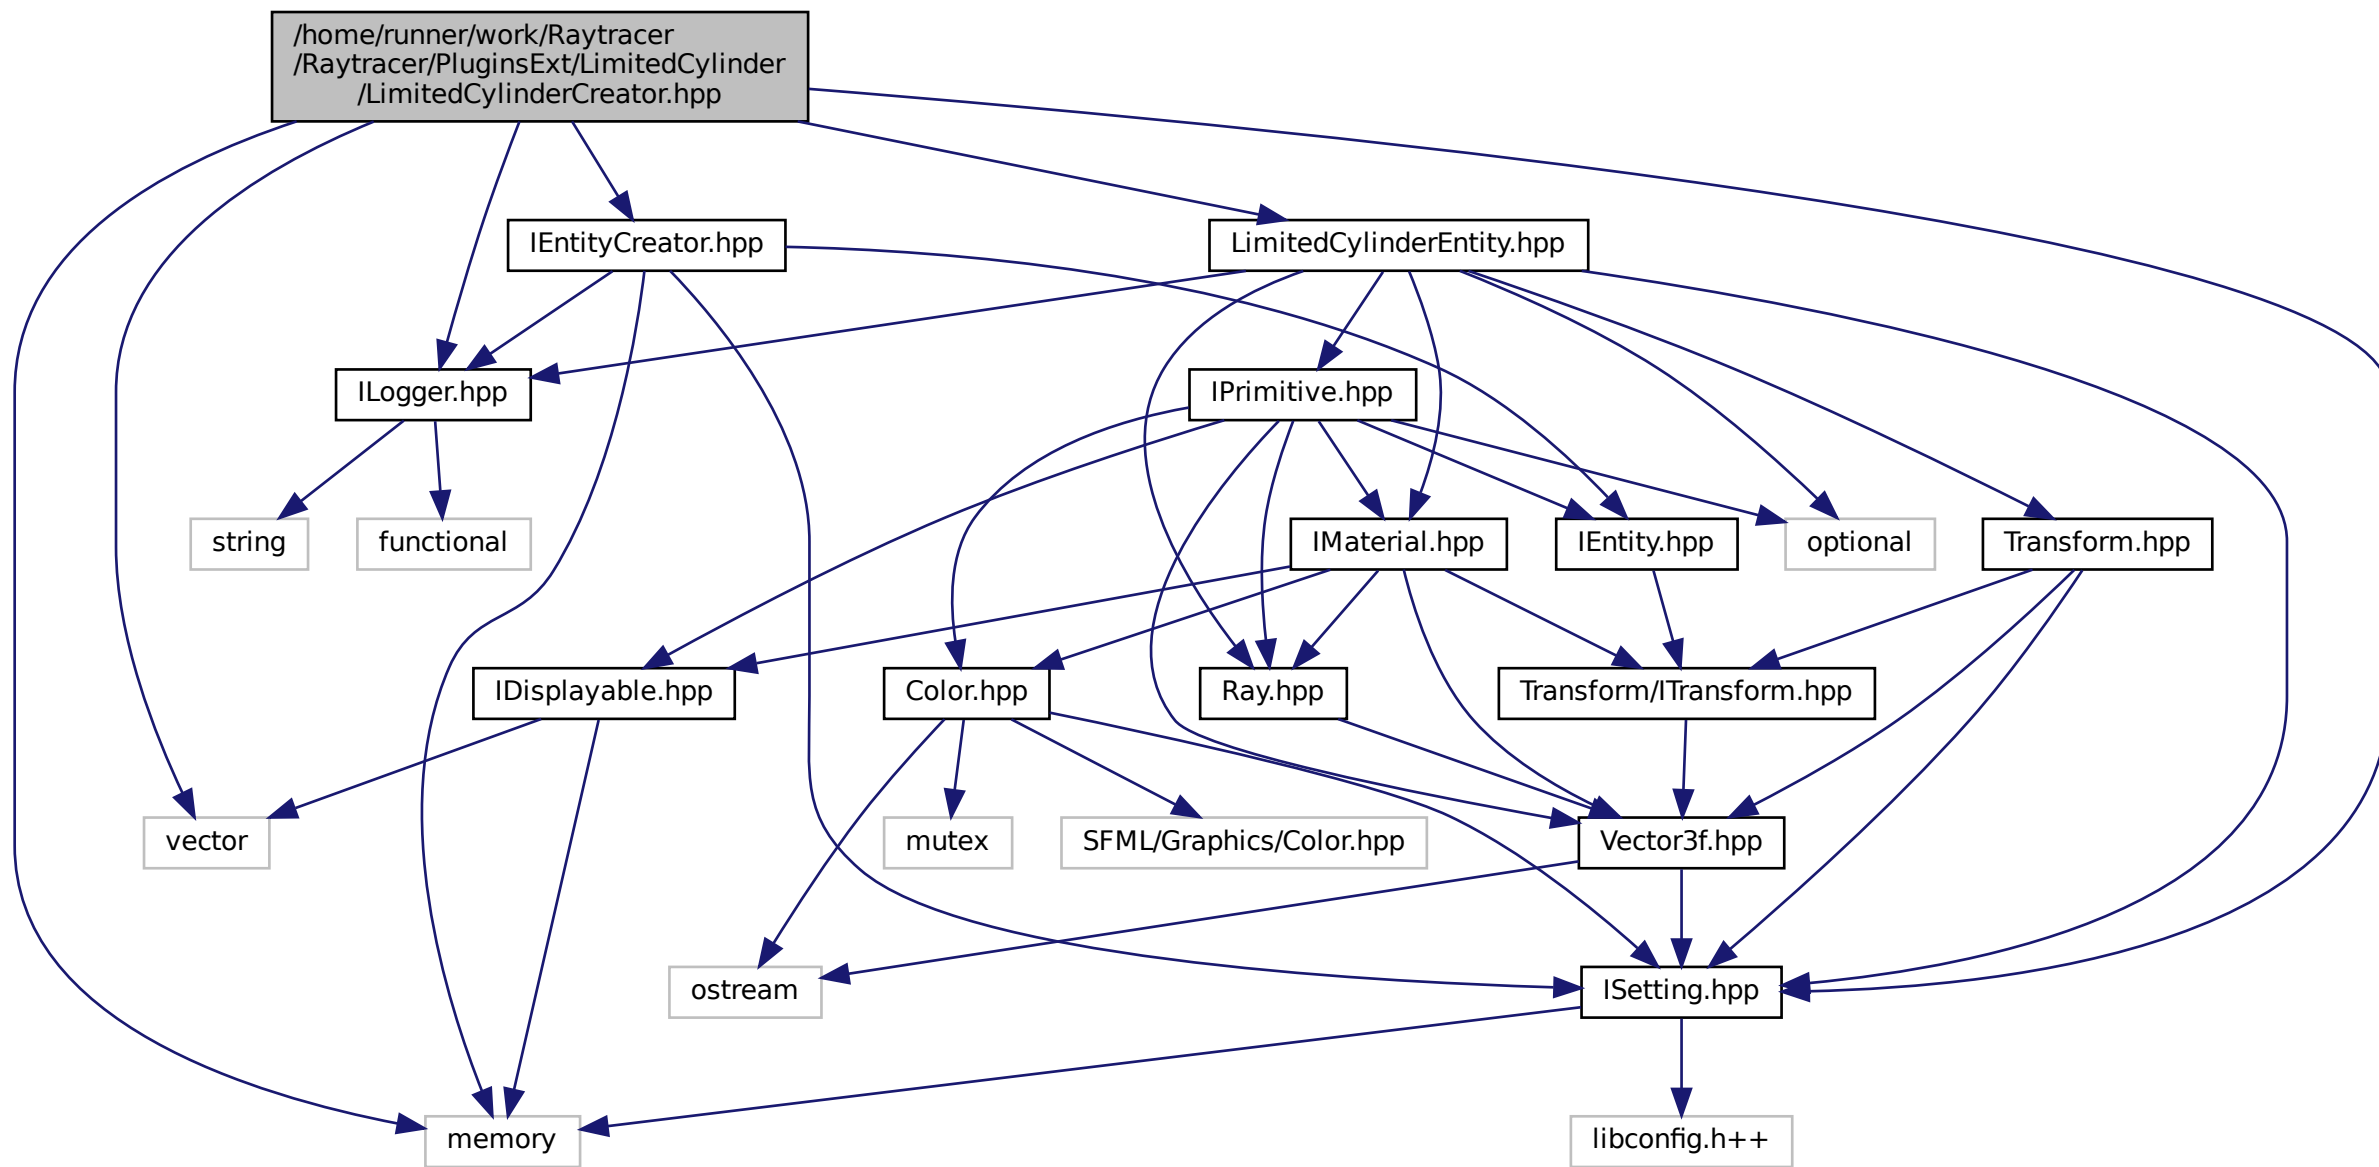 /home/runner/work/Raytracer
/Raytracer/PluginsExt/LimitedCylinder
/LimitedCylinderCreator.hpp
IEntityCreator.hpp
LimitedCylinderEntity.hpp
ILogger.hpp
IPrimitive.hpp
string
functional
IMaterial.hpp
IEntity.hpp
optional
Transform.hpp
IDisplayable.hpp
Color.hpp
Ray.hpp
Transform/ITransform.hpp
vector
mutex
SFML/Graphics/Color.hpp
Vector3f.hpp
ostream
ISetting.hpp
memory
libconfig.h++